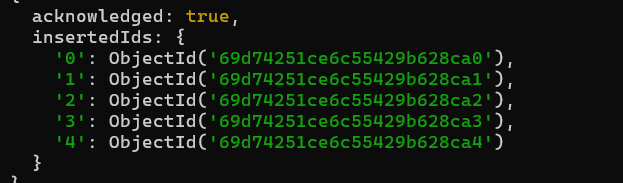 {
  acknowledged: true,
  insertedIds: {
    '0': ObjectId('69d74251ce6c55429b628ca0'),
    '1': ObjectId('69d74251ce6c55429b628ca1'),
    '2': ObjectId('69d74251ce6c55429b628ca2'),
    '3': ObjectId('69d74251ce6c55429b628ca3'),
    '4': ObjectId('69d74251ce6c55429b628ca4')
  }
}